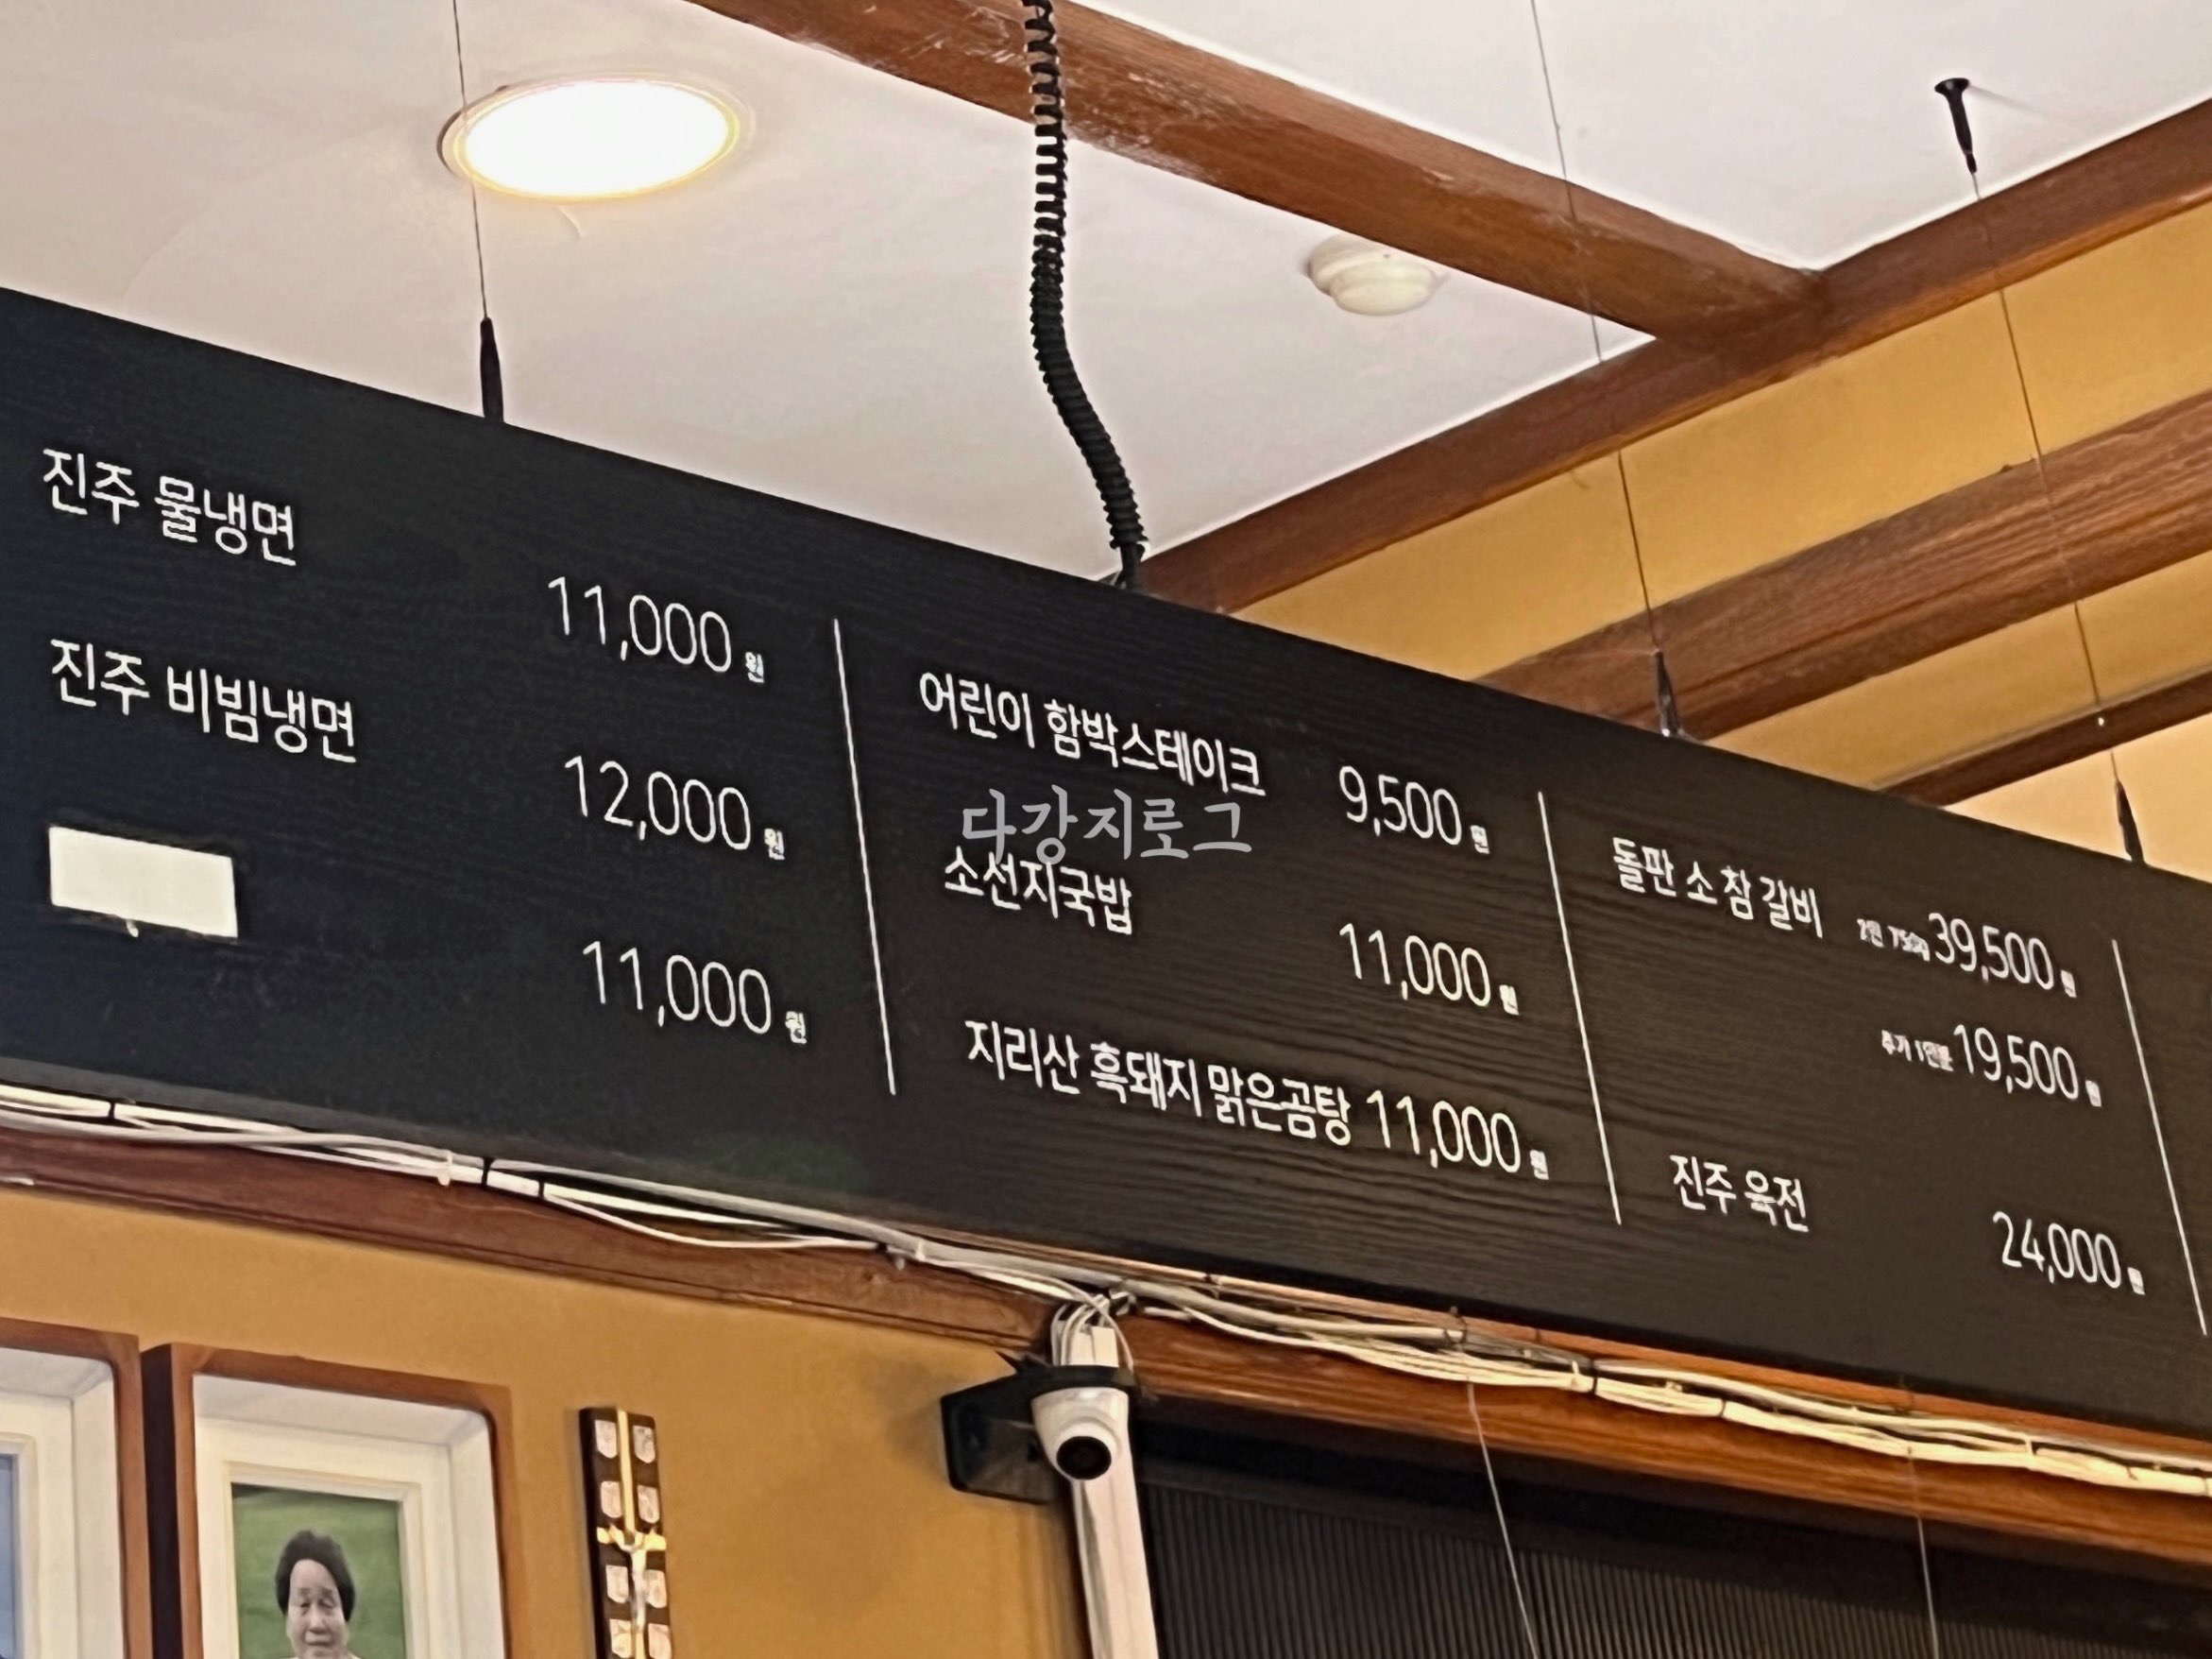 진주 물냉면
11,000원
진주 비빔냉면
12,000원
11,000원
어린이 함박스테이크 9,500원
다강지로그
소선지국밥
11,000원
지리산 흑돼지 맑은곰탕 11,000원
돌판 소 참 갈비 39,500원
추가 1인분 19,500원
진주 육전
24,000원